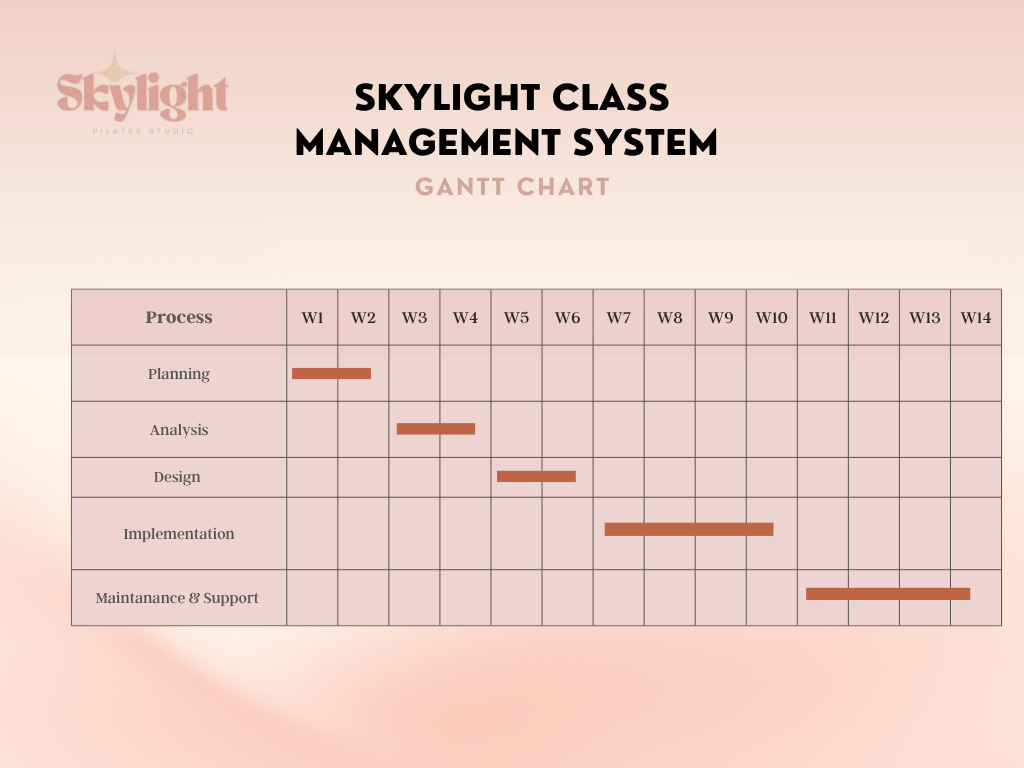 Skylight
PILATES STUDIO
SKYLIGHT CLASS
MANAGEMENT SYSTEM
GANTT CHART
Process W1 W2 W3 W4 W5 W6 W7 W8 W9 W10 W11 W12 W13 W14
Planning
Analysis
Design
Implementation
Maintanance & Support